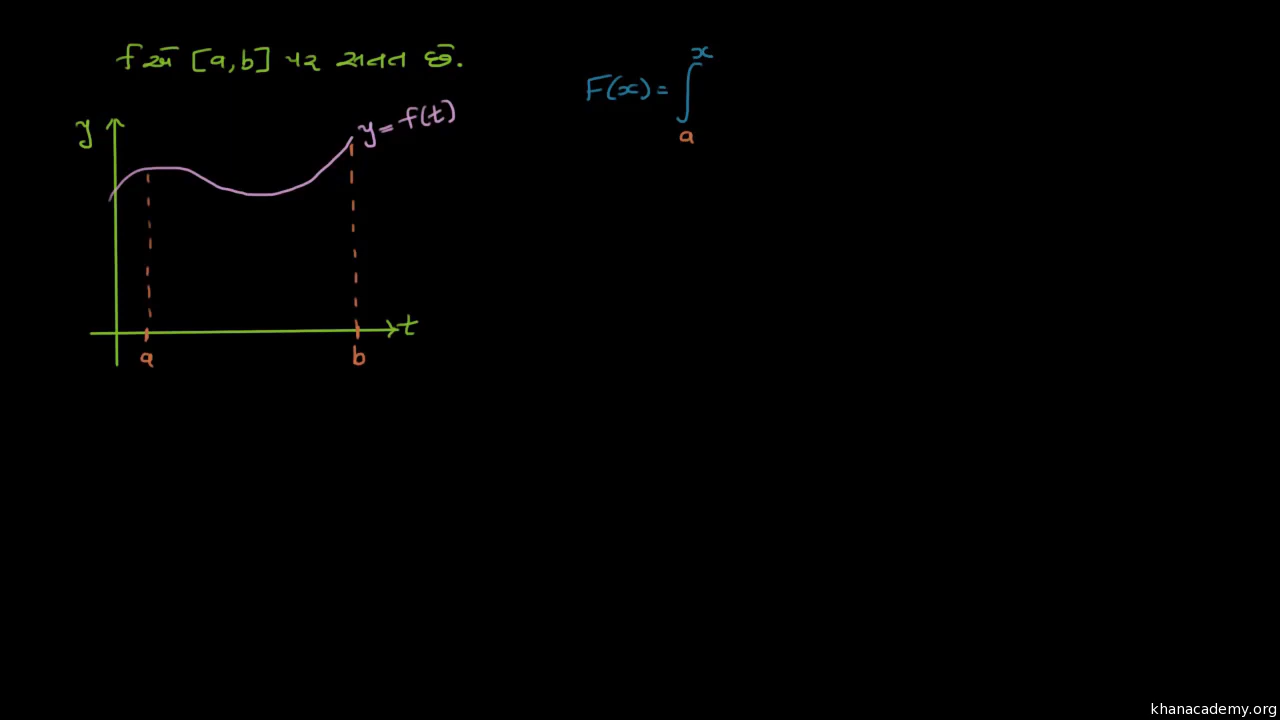 f એ [a,b] પર સતત છે.
F(x) = ∫ₐˣ
y
y = f(t)
t
a
b
khanacademy.org